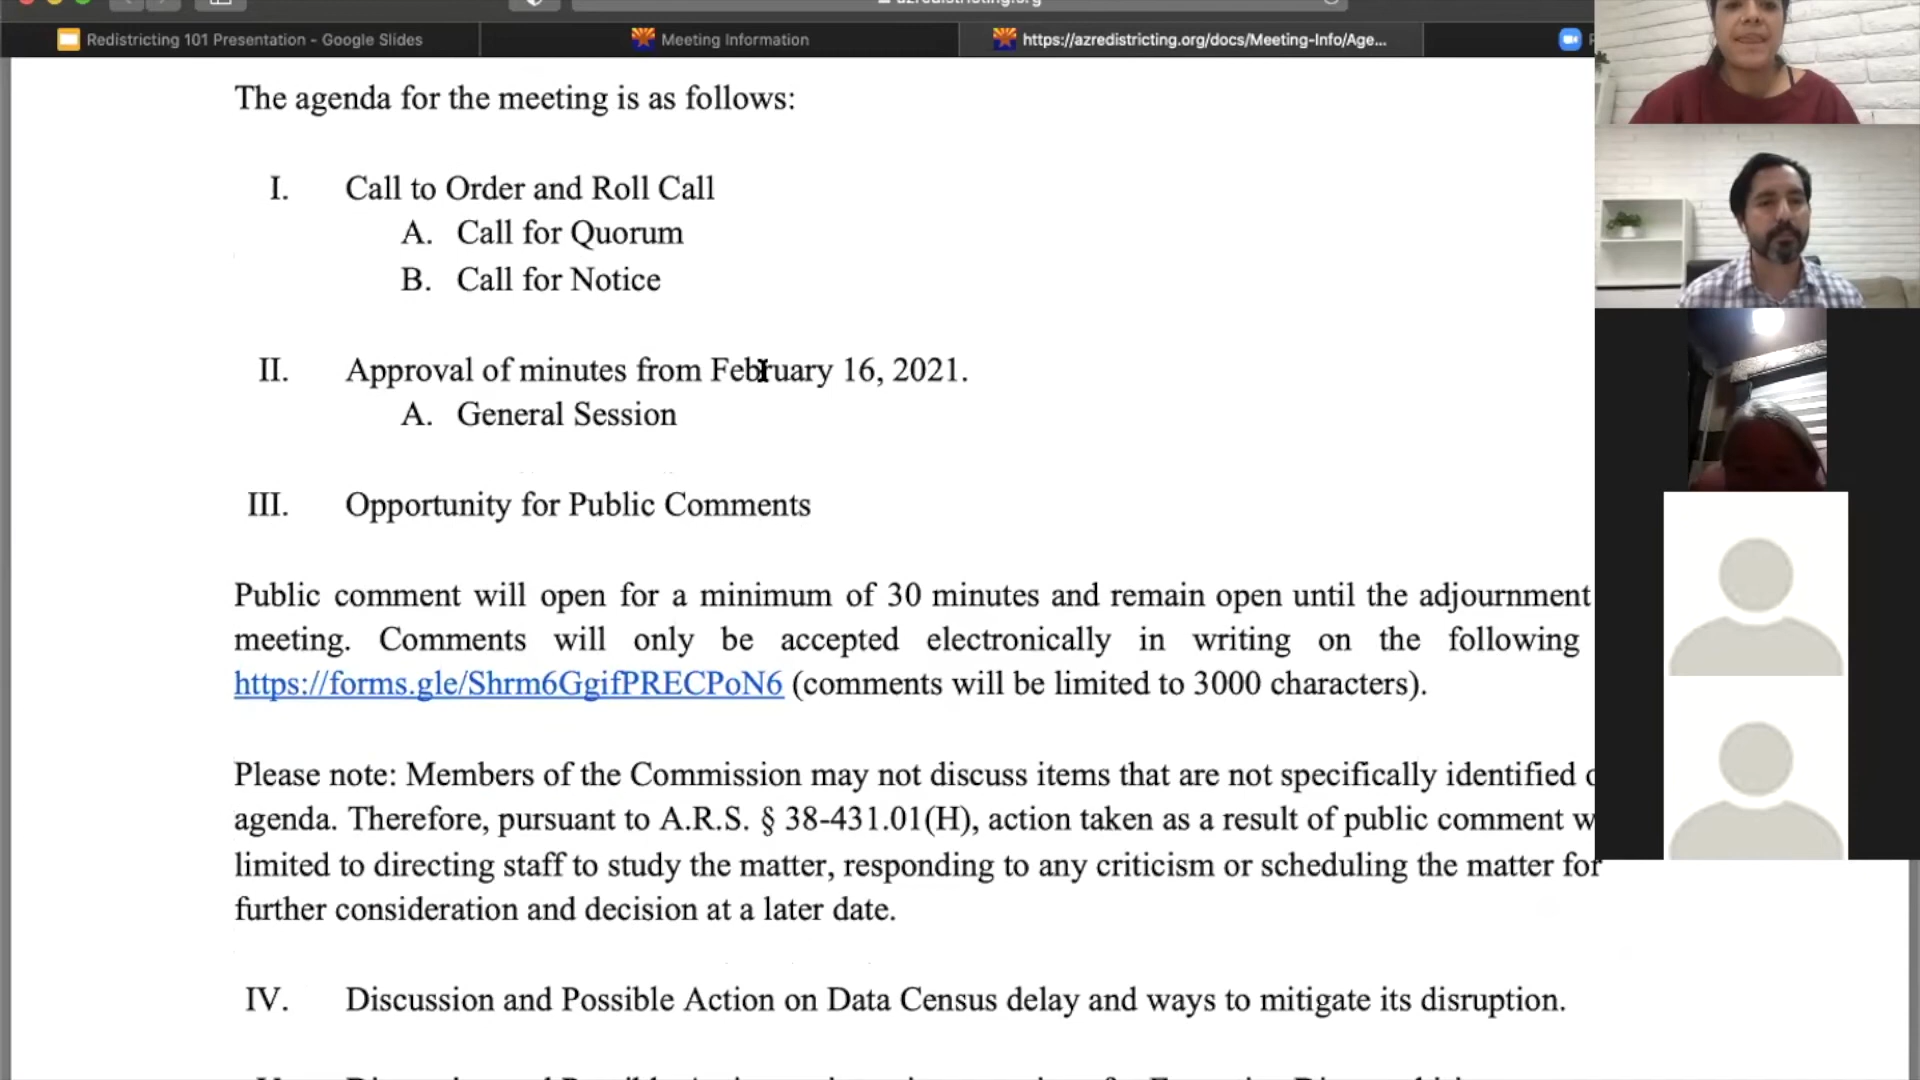 azredistricting.org
Redistricting 101 Presentation - Google Slides
Meeting Information
https://azredistricting.org/docs/Meeting-Info/Age...
The agenda for the meeting is as follows:
I. Call to Order and Roll Call
A. Call for Quorum
B. Call for Notice
II. Approval of minutes from February 16, 2021.
A. General Session
III. Opportunity for Public Comments
Public comment will open for a minimum of 30 minutes and remain open until the adjournment
meeting. Comments will only be accepted electronically in writing on the following
https://forms.gle/Shrm6GgifPRECPoN6 (comments will be limited to 3000 characters).
Please note: Members of the Commission may not discuss items that are not specifically identified
agenda. Therefore, pursuant to A.R.S. § 38-431.01(H), action taken as a result of public comment
limited to directing staff to study the matter, responding to any criticism or scheduling the matter for
further consideration and decision at a later date.
IV. Discussion and Possible Action on Data Census delay and ways to mitigate its disruption.